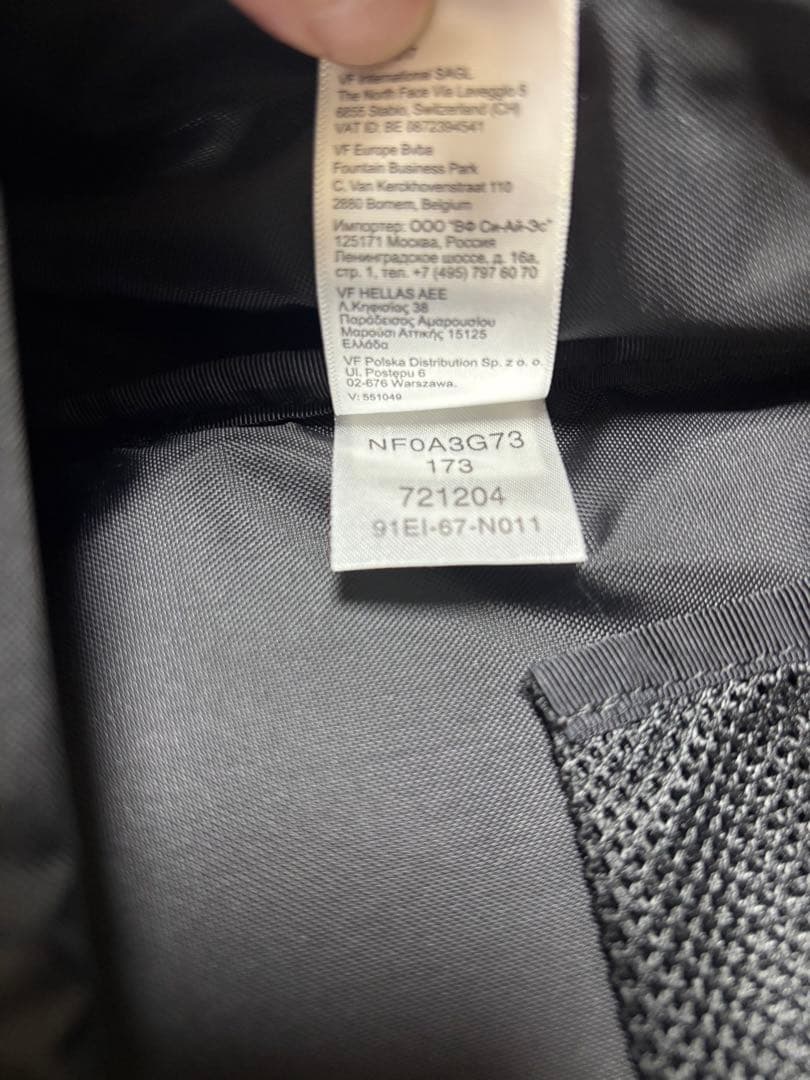 VF International SAGL
The North Face Via Laveggio 5
6855 Stabio, Switzerland (CH)
VAT ID: BE 0872394541
VF Europe Bvba
Fountain Business Park
C. Van Kerckhovenstraat 110
2880 Bornem, Belgium
Импортер: ООО "ВФ Си-Ай-Эс"
125171 Москва, Россия
Ленинградское шоссе, д. 16а,
стр. 1, тел. +7 (495) 797 60 70
VF HELLAS AEE
Λ.Κηφισίας 38
Παράδεισος Αμαρουσίου
Μαρούσι Αττικής 15125
Ελλάδα
VF Polska Distribution Sp. z o. o.
Ul. Postępu 6
02-676 Warszawa.
V: 551049
NF0A3G73
173
721204
91EI-67-N011